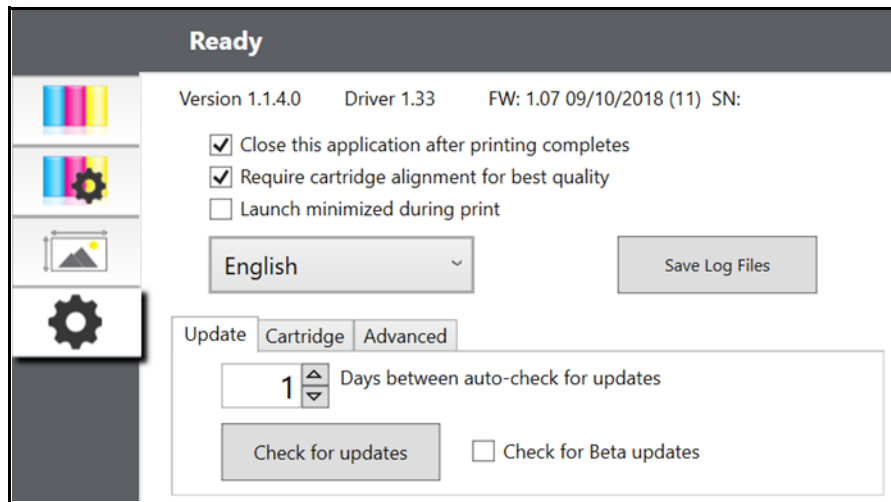 Ready
Version 1.1.4.0 Driver 1.33 FW: 1.07 09/10/2018 (11) SN:
Close this application after printing completes
Require cartridge alignment for best quality
Launch minimized during print
English
Save Log Files
Update Cartridge Advanced
1 Days between auto-check for updates
Check for updates Check for Beta updates